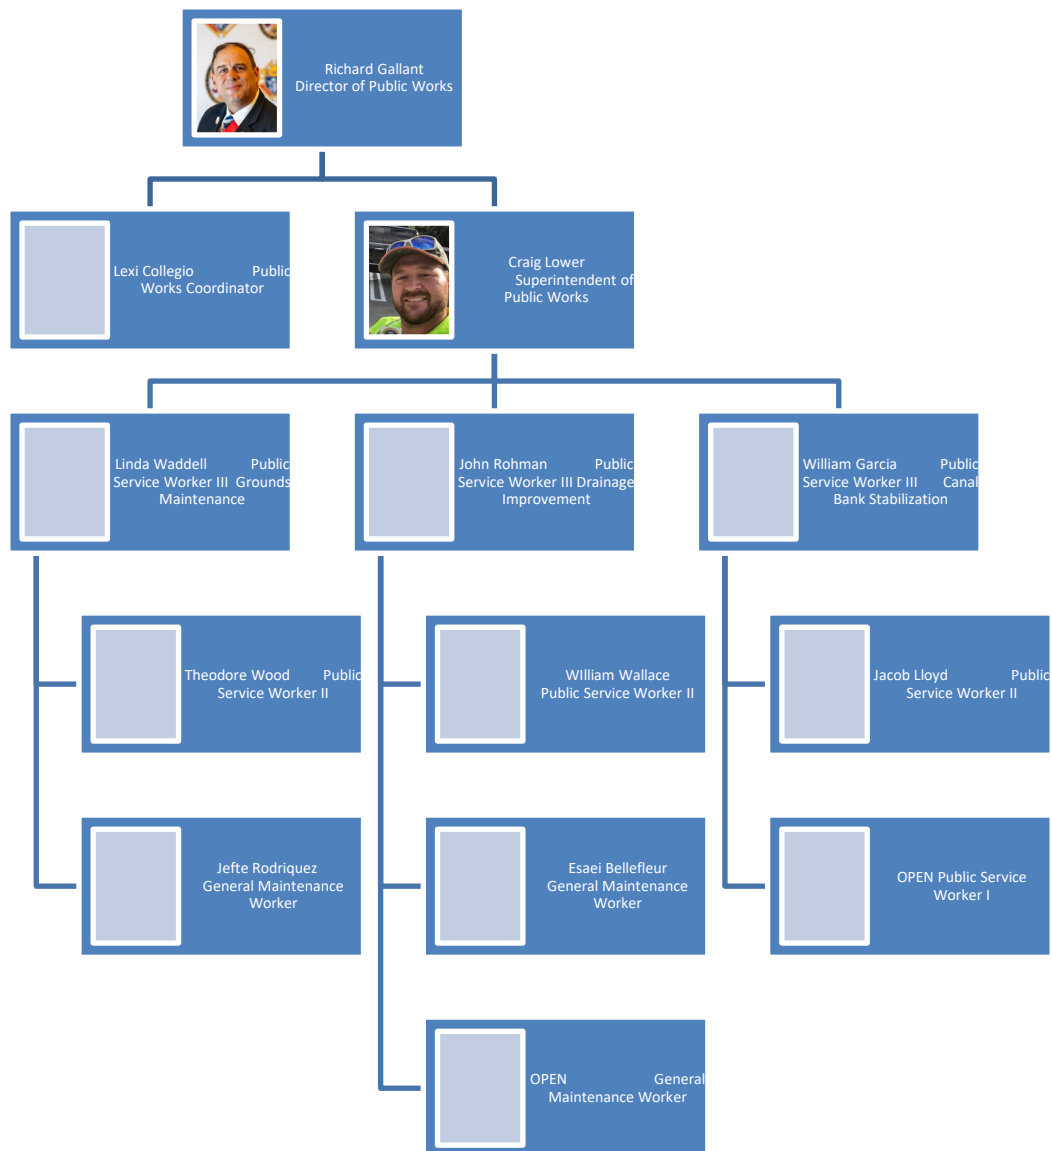 Richard Gallant
Director of Public Works
Lexi Collegio Public
Works Coordinator
Craig Lower
Superintendent of
Public Works
Linda Waddell Public
Service Worker III Grounds
Maintenance
John Rohman Public
Service Worker III Drainage
Improvement
William Garcia Public
Service Worker III Canal
Bank Stabilization
Theodore Wood Public
Service Worker II
WIlliam Wallace
Public Service Worker II
Jacob Lloyd Public
Service Worker II
Jefte Rodriquez
General Maintenance
Worker
Esaei Bellefleur
General Maintenance
Worker
OPEN Public Service
Worker I
OPEN General
Maintenance Worker